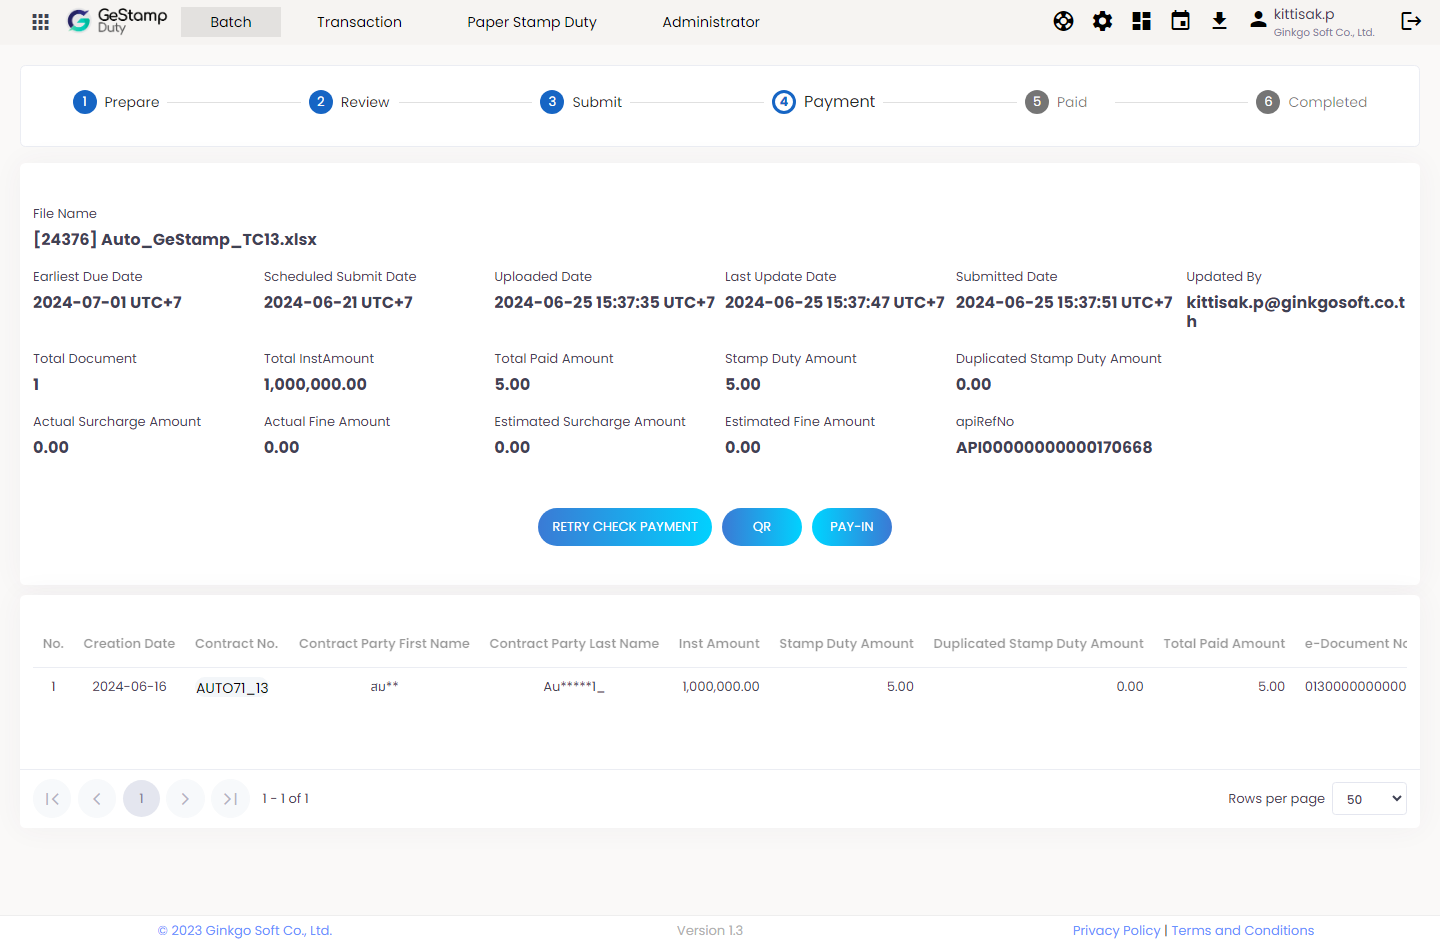 GeStamp
Duty
Batch
Transaction
Paper Stamp Duty
Administrator
kittisak.p
Ginkgo Soft Co., Ltd.
1 Prepare
2 Review
3 Submit
4 Payment
5 Paid
6 Completed
File Name
[24376] Auto_GeStamp_TC13.xlsx
Earliest Due Date
2024-07-01 UTC+7
Scheduled Submit Date
2024-06-21 UTC+7
Uploaded Date
2024-06-25 15:37:35 UTC+7
Last Update Date
2024-06-25 15:37:47 UTC+7
Submitted Date
2024-06-25 15:37:51 UTC+7
Updated By
kittisak.p@ginkgosoft.co.t
h
Total Document
1
Total InstAmount
1,000,000.00
Total Paid Amount
5.00
Stamp Duty Amount
5.00
Duplicated Stamp Duty Amount
0.00
Actual Surcharge Amount
0.00
Actual Fine Amount
0.00
Estimated Surcharge Amount
0.00
Estimated Fine Amount
0.00
apiRefNo
API00000000000170668
RETRY CHECK PAYMENT
QR
PAY-IN
No. Creation Date Contract No. Contract Party First Name Contract Party Last Name Inst Amount Stamp Duty Amount Duplicated Stamp Duty Amount Total Paid Amount e-Document No
1 2024-06-16 AUTO71_13 สม** Au*****1_ 1,000,000.00 5.00 0.00 5.00 0130000000000
1
1 - 1 of 1
Rows per page 50
© 2023 Ginkgo Soft Co., Ltd.
Version 1.3
Privacy Policy | Terms and Conditions